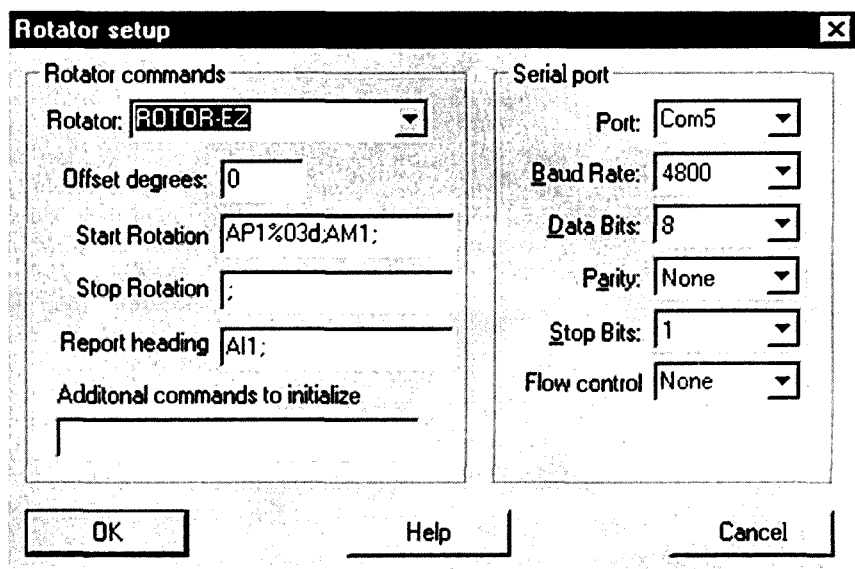 Rotator setup
Rotator commands
Rotator: ROTOR-EZ
Offset degrees: 0
Start Rotation AP1%03d;AM1;
Stop Rotation ;
Report heading AI1;
Additonal commands to initialize
Serial port
Port: Com5
Baud Rate: 4800
Data Bits: 8
Parity: None
Stop Bits: 1
Flow control None
OK
Help
Cancel